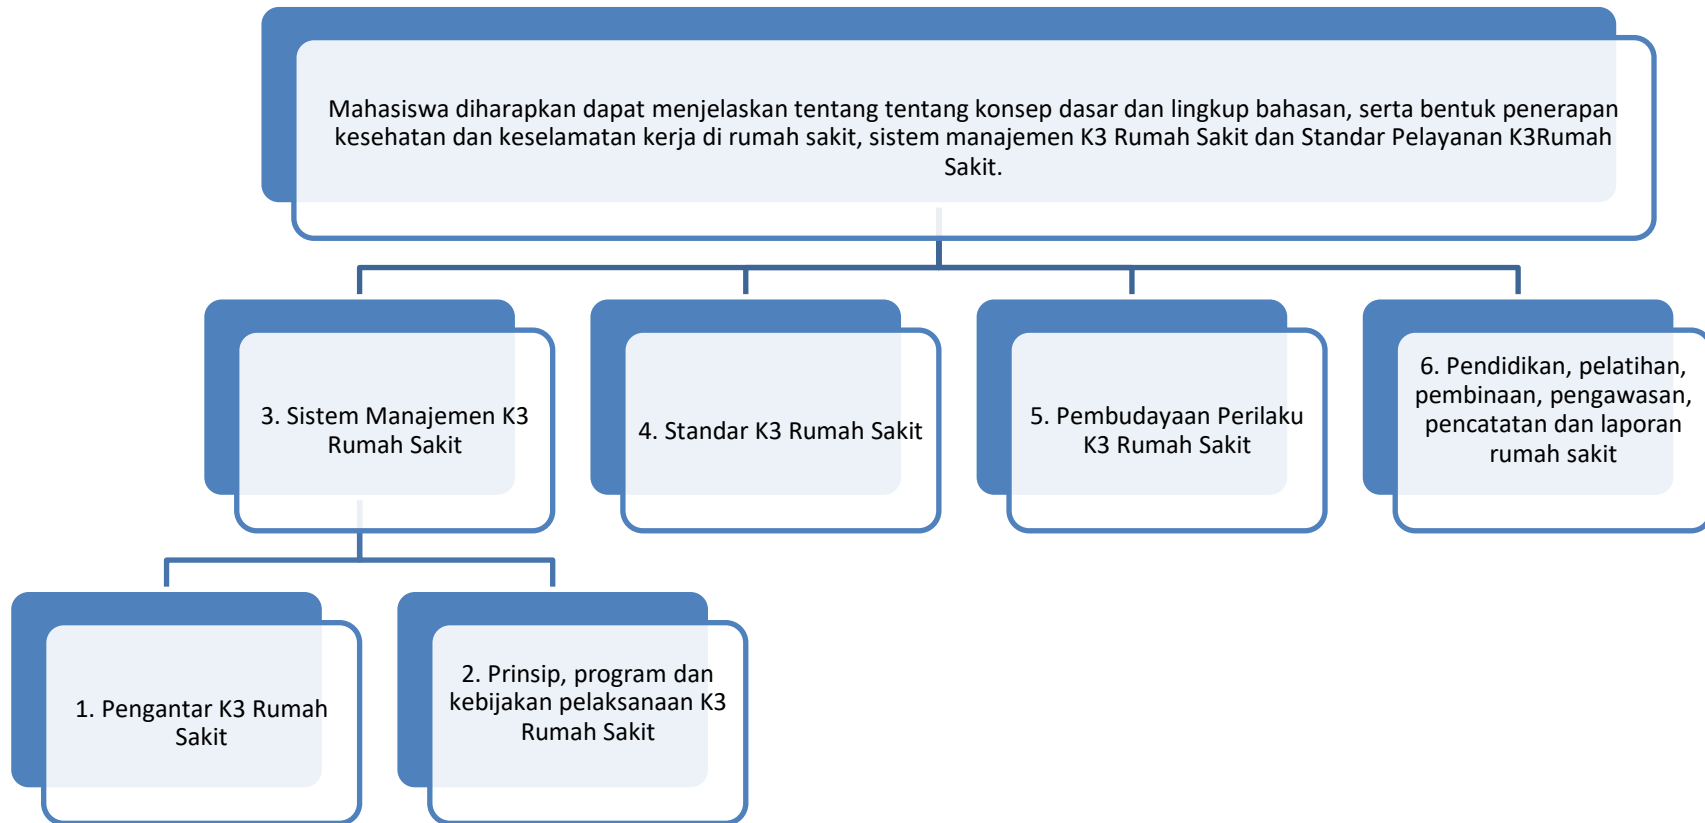 Mahasiswa diharapkan dapat menjelaskan tentang tentang konsep dasar dan lingkup bahasan, serta bentuk penerapan
kesehatan dan keselamatan kerja di rumah sakit, sistem manajemen K3 Rumah Sakit dan Standar Pelayanan K3Rumah
Sakit.
3. Sistem Manajemen K3
Rumah Sakit
4. Standar K3 Rumah Sakit
5. Pembudayaan Perilaku
K3 Rumah Sakit
6. Pendidikan, pelatihan,
pembinaan, pengawasan,
pencatatan dan laporan
rumah sakit
1. Pengantar K3 Rumah
Sakit
2. Prinsip, program dan
kebijakan pelaksanaan K3
Rumah Sakit